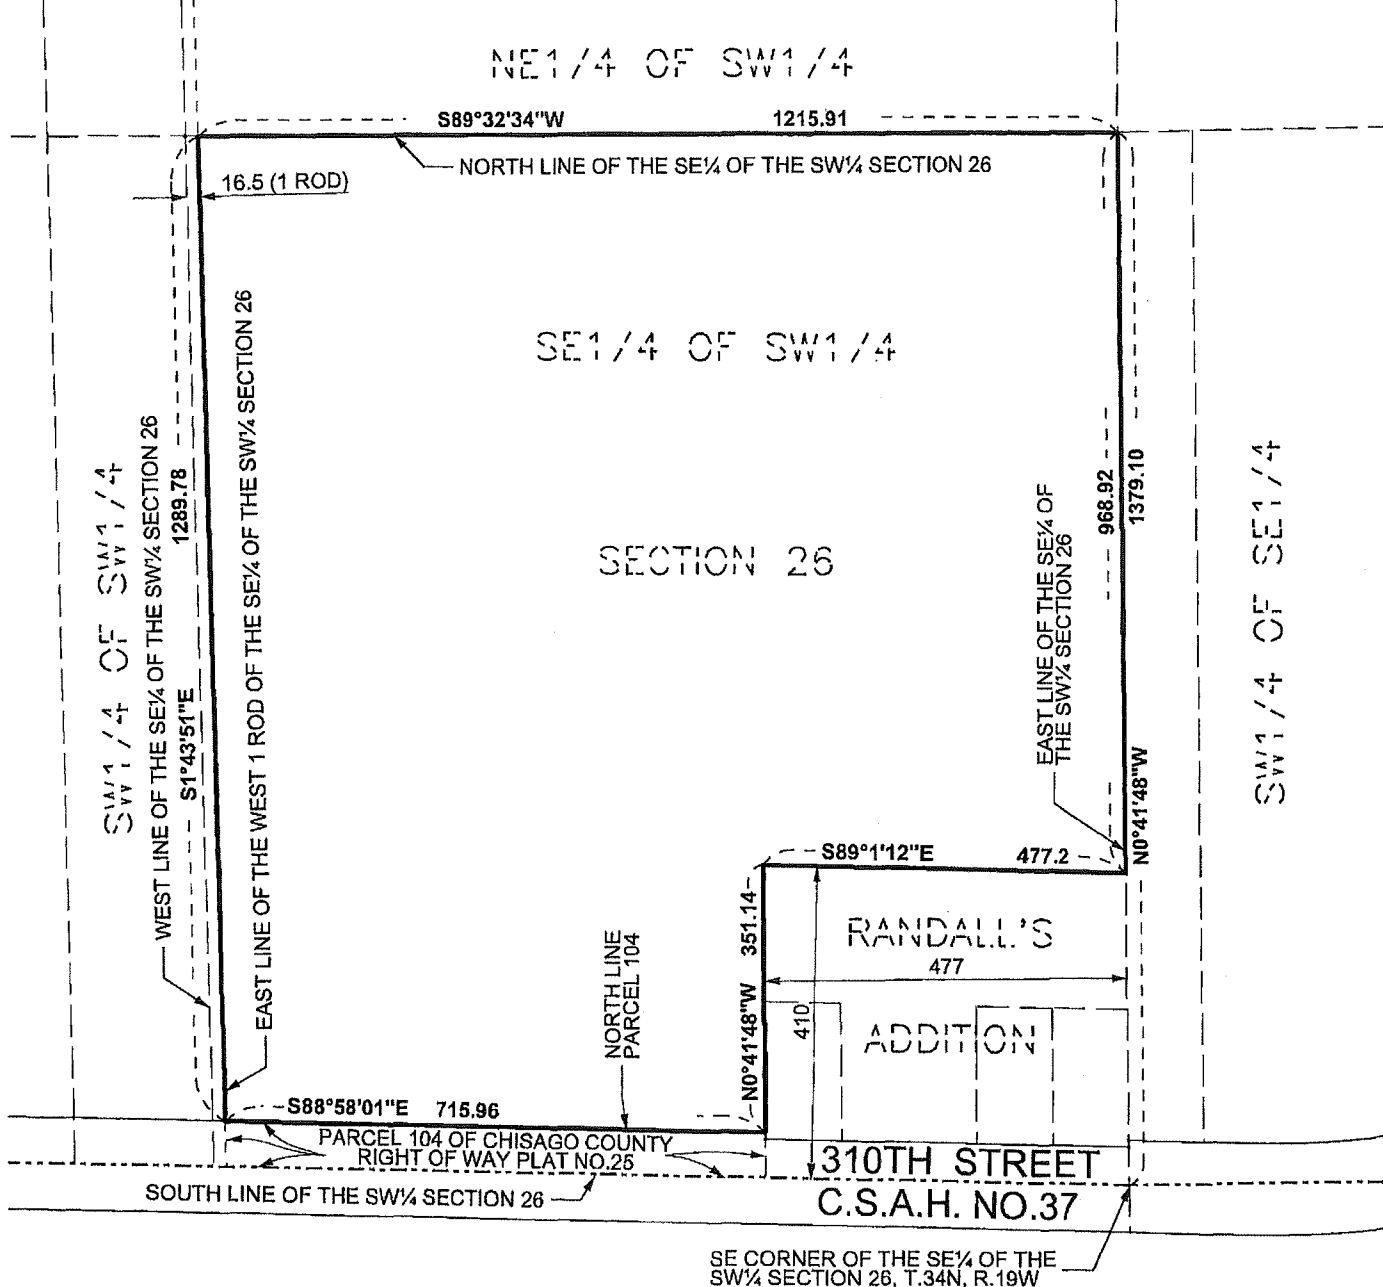 NE1/4 OF SW1/4
S89°32'34"W 1215.91
NORTH LINE OF THE SE¼ OF THE SW¼ SECTION 26
16.5 (1 ROD)
SE1/4 OF SW1/4
SECTION 26
SW1/4 OF SW1/4
WEST LINE OF THE SE¼ OF THE SW¼ SECTION 26
S1°43'51"E 1289.78
EAST LINE OF THE WEST 1 ROD OF THE SE¼ OF THE SW¼ SECTION 26
EAST LINE OF THE SE¼ OF
THE SW¼ SECTION 26
968.92
N0°41'48"W 1379.10
SW1/4 OF SE1/4
S89°1'12"E 477.2
N0°41'48"W 351.14
RANDALL'S
477
410
ADDITION
NORTH LINE
PARCEL 104
S88°58'01"E 715.96
PARCEL 104 OF CHISAGO COUNTY
RIGHT OF WAY PLAT NO.25
310TH STREET
SOUTH LINE OF THE SW¼ SECTION 26
C.S.A.H. NO.37
SE CORNER OF THE SE¼ OF THE
SW¼ SECTION 26, T.34N, R.19W